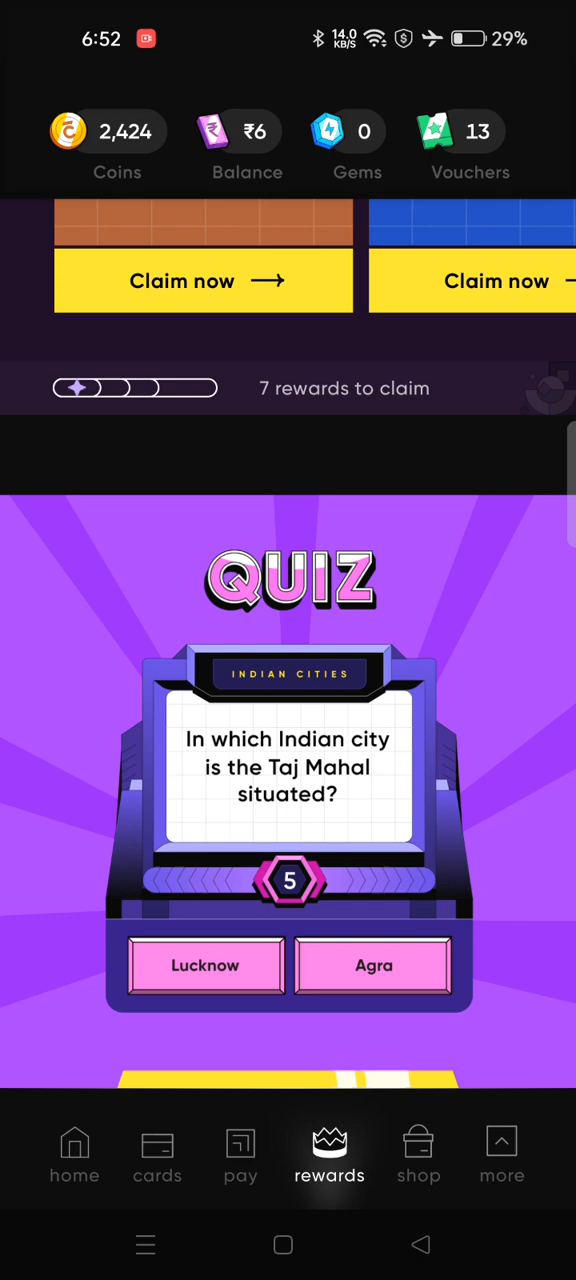 6:52
14.0
KB/S
29%
2,424
₹6
0
13
Coins
Balance
Gems
Vouchers
Claim now
Claim now
7 rewards to claim
QUIZ
INDIAN CITIES
In which Indian city
is the Taj Mahal
situated?
5
Lucknow
Agra
home
cards
pay
rewards
shop
more